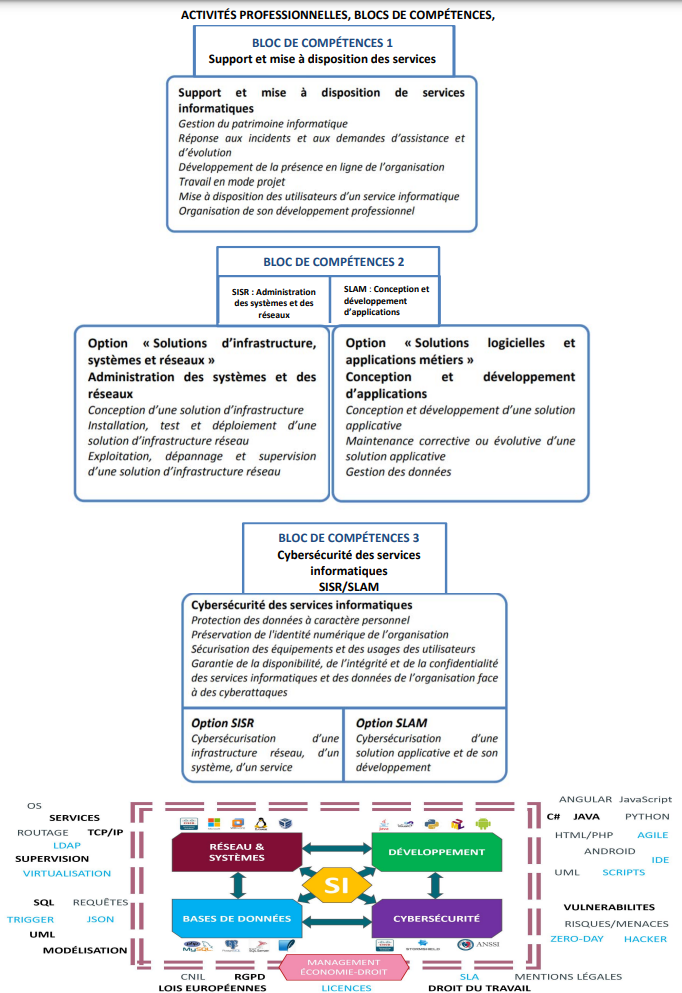 ACTIVITÉS PROFESSIONNELLES, BLOCS DE COMPÉTENCES,
BLOC DE COMPÉTENCES 1
Support et mise à disposition des services
Support et mise à disposition de services
informatiques
Gestion du patrimoine informatique
Réponse aux incidents et aux demandes d'assistance et
d'évolution
Développement de la présence en ligne de l'organisation
Travail en mode projet
Mise à disposition des utilisateurs d'un service informatique
Organisation de son développement professionnel
BLOC DE COMPÉTENCES 2
SISR : Administration
des systèmes et des
réseaux
SLAM : Conception et
développement
d'applications
Option « Solutions d'infrastructure,
systèmes et réseaux »
Administration des systèmes et des
réseaux
Conception d'une solution d'infrastructure
Installation, test et déploiement d'une
solution d'infrastructure réseau
Exploitation, dépannage et supervision
d'une solution d'infrastructure réseau
Option « Solutions logicielles et
applications métiers »
Conception et développement
d'applications
Conception et développement d'une solution
applicative
Maintenance corrective ou évolutive d'une
solution applicative
Gestion des données
BLOC DE COMPÉTENCES 3
Cybersécurité des services
informatiques
SISR/SLAM
Cybersécurité des services informatiques
Protection des données à caractère personnel
Préservation de l'identité numérique de l'organisation
Sécurisation des équipements et des usages des utilisateurs
Garantie de la disponibilité, de l'intégrité et de la confidentialité
des services informatiques et des données de l'organisation face
à des cyberattaques
Option SISR
Cybersécurisation d'une
infrastructure réseau, d'un
système, d'un service
Option SLAM
Cybersécurisation d'une
solution applicative et de son
développement
OS
SERVICES
ROUTAGE TCP/IP
LDAP
SUPERVISION
VIRTUALISATION
SQL REQUÊTES
TRIGGER JSON
UML
MODÉLISATION
RÉSEAU &
SYSTÈMES
DÉVELOPPEMENT
SI
BASES DE DONNÉES
CYBERSÉCURITÉ
MySQL
ANSSI
MANAGEMENT
ÉCONOMIE-DROIT
ANGULAR JavaScript
C# JAVA PYTHON
HTML/PHP AGILE
ANDROID
IDE
UML SCRIPTS
VULNERABILITES
RISQUES/MENACES
ZERO-DAY HACKER
CNIL RGPD
SLA MENTIONS LÉGALES
LOIS EUROPÉENNES LICENCES DROIT DU TRAVAIL